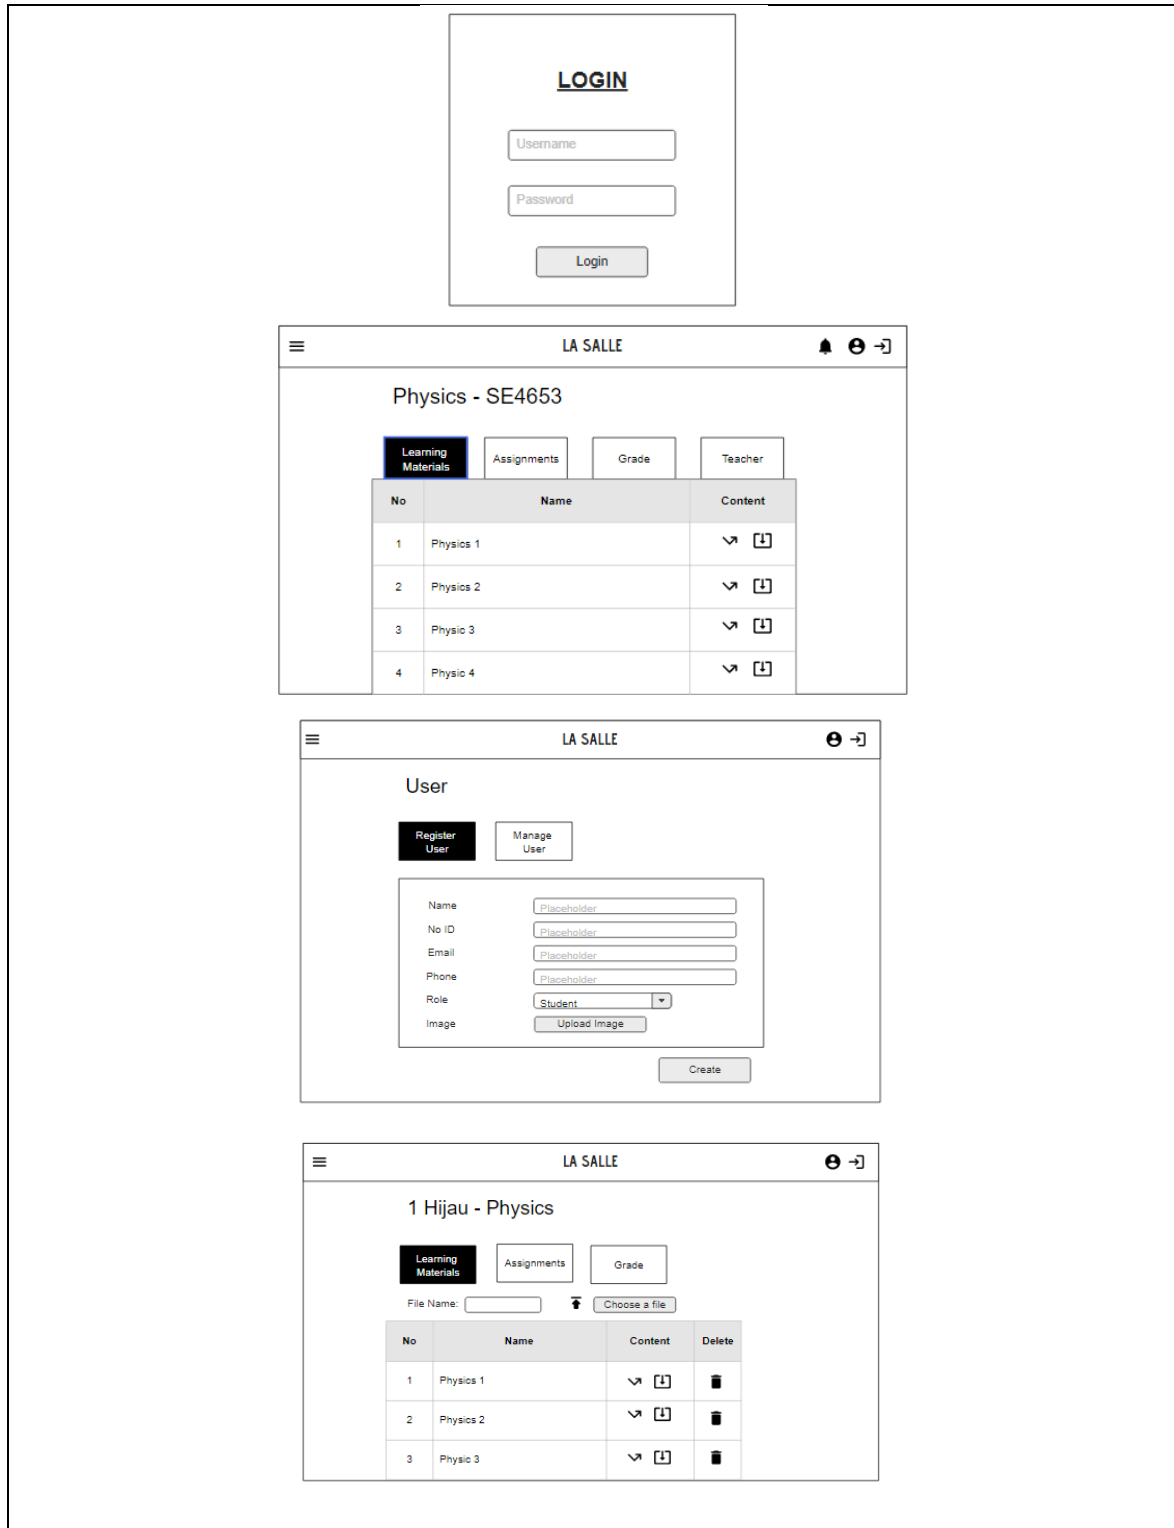 LOGIN
Username
Password
Login
LA SALLE
Physics - SE4653
Learning Materials
Assignments
Grade
Teacher
No Name Content
1 Physics 1
2 Physics 2
3 Physic 3
4 Physic 4
LA SALLE
User
Register User
Manage User
Name Placeholder
No ID Placeholder
Email Placeholder
Phone Placeholder
Role Student
Image Upload Image
Create
LA SALLE
1 Hijau - Physics
Learning Materials
Assignments
Grade
File Name: Choose a file
No Name Content Delete
1 Physics 1
2 Physics 2
3 Physic 3